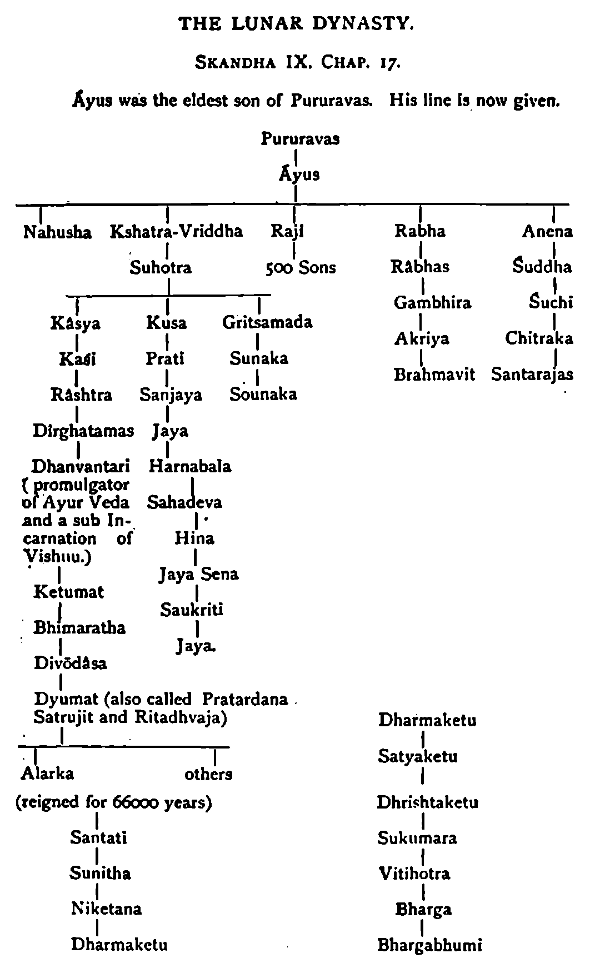 THE LUNAR DYNASTY.
SKANDHA IX. CHAP. 17.
Áyus was the eldest son of Pururavas. His line is now given.
Pururavas
Áyus
Nahusha Kshatra-Vriddha Raji Rabha Anena
Suhotra 500 Sons Râbhas Śuddha
Gambhira Śuchi
Kâsya Kusa Gritsamada
Akriya Chitraka
Kaśi Prati Sunaka
Brahmavit Santarajas
Râshtra Sanjaya Sounaka
Dirghatamas Jaya
Dhanvantari Harnabala
( promulgator
of Ayur Veda Sahadeva
and a sub In-
carnation of Hina
Vishnu.)
Jaya Sena
Ketumat
Saukriti
Bhimaratha
Jaya.
Divōdâsa
Dyumat (also called Pratardana
Satrujit and Ritadhvaja)
Alarka others
(reigned for 66000 years)
Santati
Sunitha
Niketana
Dharmaketu
Dharmaketu
Satyaketu
Dhrishtaketu
Sukumara
Vitihotra
Bharga
Bhargabhumi